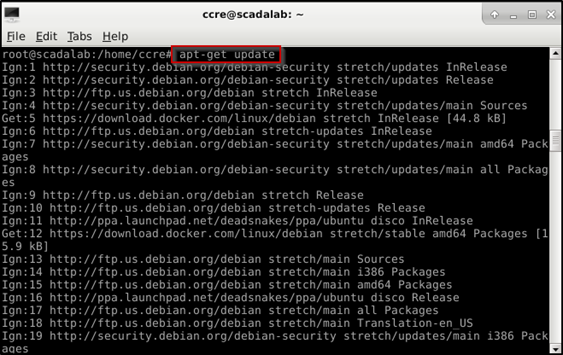 ccre@scadalab: ~
File Edit Tabs Help
root@scadalab:/home/ccre# apt-get update
Ign:1 http://security.debian.org/debian-security stretch/updates InRelease
Ign:2 http://security.debian.org/debian-security stretch/updates Release
Ign:3 http://ftp.us.debian.org/debian stretch InRelease
Ign:4 http://security.debian.org/debian-security stretch/updates/main Sources
Get:5 https://download.docker.com/linux/debian stretch InRelease [44.8 kB]
Ign:6 http://ftp.us.debian.org/debian stretch-updates InRelease
Ign:7 http://security.debian.org/debian-security stretch/updates/main amd64 Pack
ages
Ign:8 http://security.debian.org/debian-security stretch/updates/main all Packag
es
Ign:9 http://ftp.us.debian.org/debian stretch Release
Ign:10 http://ftp.us.debian.org/debian stretch-updates Release
Ign:11 http://ppa.launchpad.net/deadsnakes/ppa/ubuntu disco InRelease
Get:12 https://download.docker.com/linux/debian stretch/stable amd64 Packages [1
5.9 kB]
Ign:13 http://ftp.us.debian.org/debian stretch/main Sources
Ign:14 http://ftp.us.debian.org/debian stretch/main i386 Packages
Ign:15 http://ftp.us.debian.org/debian stretch/main amd64 Packages
Ign:16 http://ppa.launchpad.net/deadsnakes/ppa/ubuntu disco Release
Ign:17 http://ftp.us.debian.org/debian stretch/main all Packages
Ign:18 http://ftp.us.debian.org/debian stretch/main Translation-en_US
Ign:19 http://security.debian.org/debian-security stretch/updates/main i386 Pack
ages